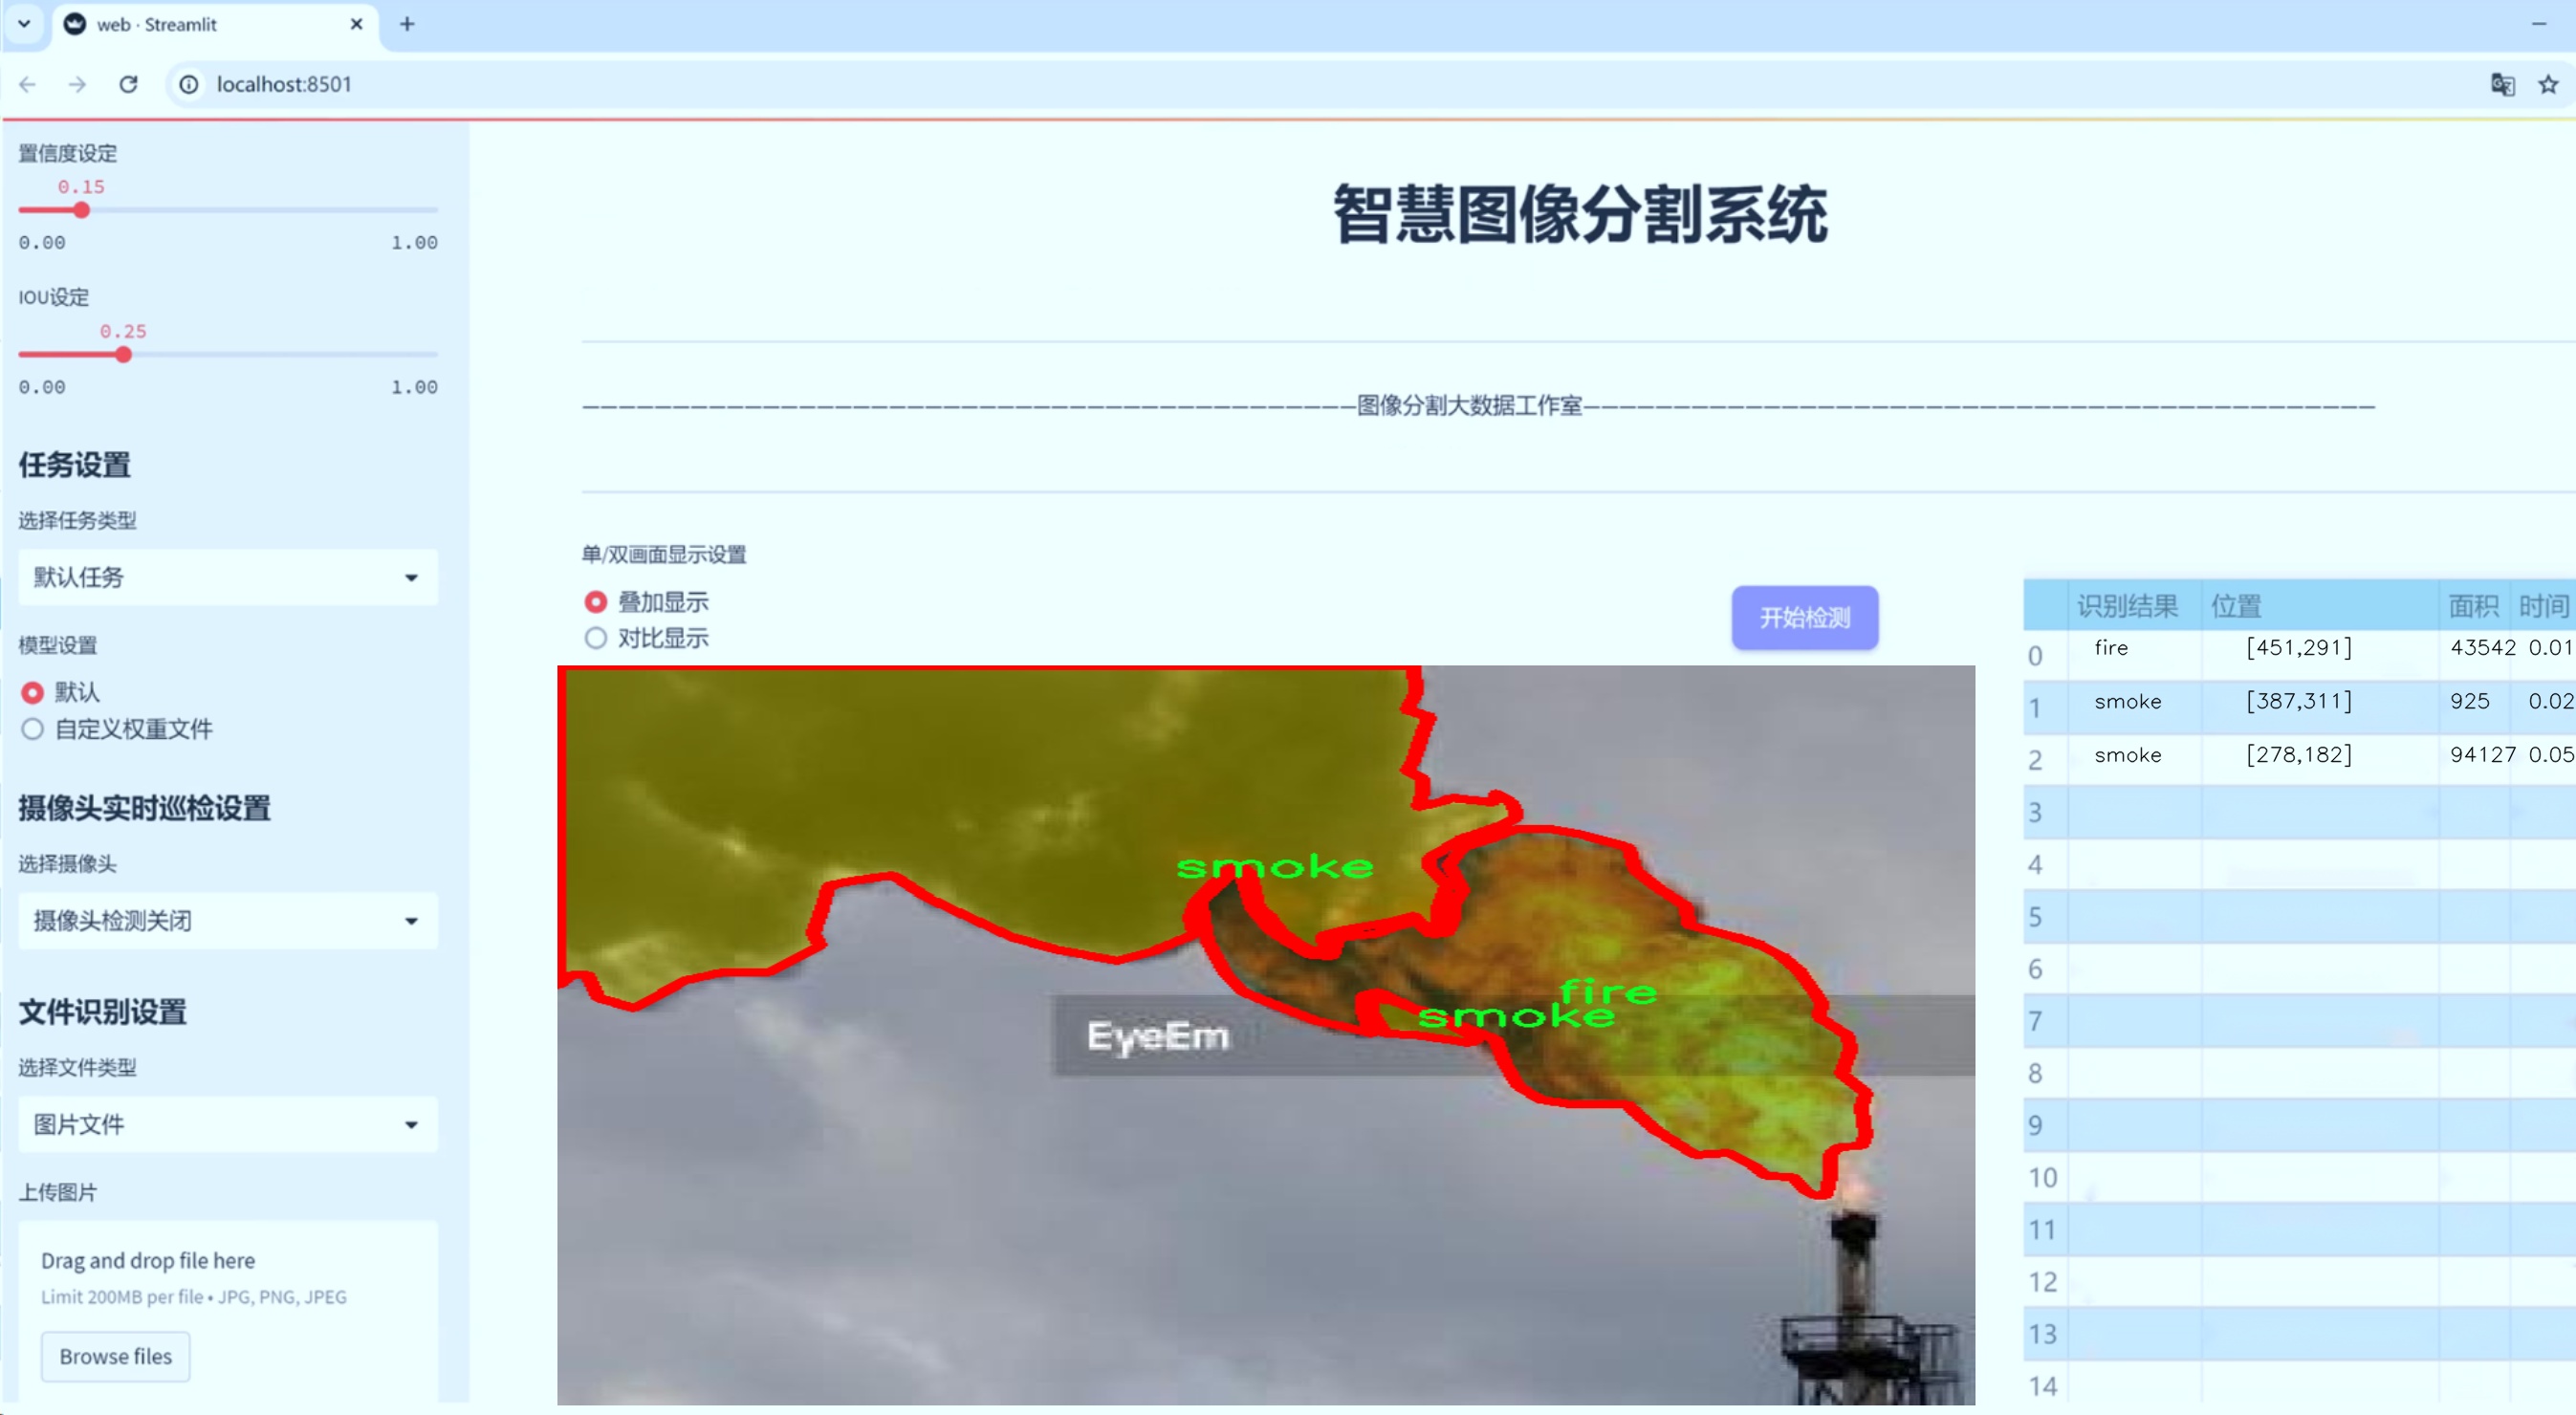 web · Streamlit
localhost:8501
置信度设定
0.15
0.00 1.00
IOU设定
0.25
0.00 1.00
任务设置
选择任务类型
默认任务
模型设置
默认
自定义权重文件
摄像头实时巡检设置
选择摄像头
摄像头检测关闭
文件识别设置
选择文件类型
图片文件
上传图片
Drag and drop file here
Limit 200MB per file • JPG, PNG, JPEG
Browse files
智慧图像分割系统
图像分割大数据工作室
单/双画面显示设置
叠加显示
对比显示
开始检测
smoke
fire
smoke
EyeEm
识别结果 位置 面积 时间
0 fire [451,291] 43542 0.01
1 smoke [387,311] 925 0.02
2 smoke [278,182] 94127 0.05
3
4
5
6
7
8
9
10
11
12
13
14